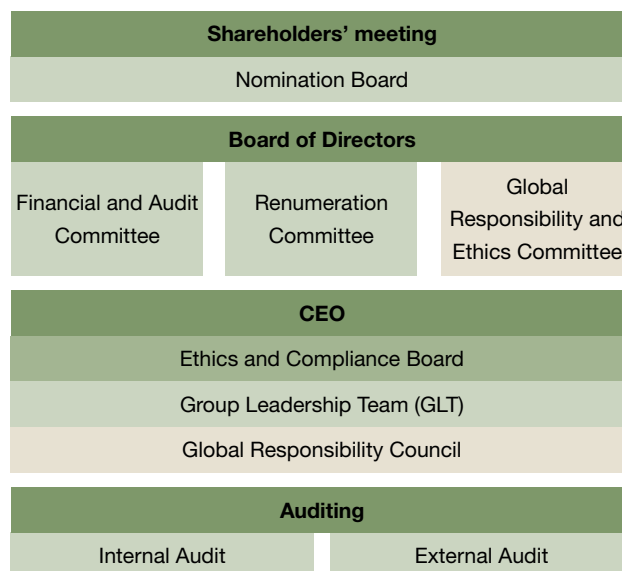 Shareholders’ meeting
Nomination Board
Board of Directors
Financial and Audit
Committee
Renumeration
Committee
Global
Responsibility and
Ethics Committee
CEO
Ethics and Compliance Board
Group Leadership Team (GLT)
Global Responsibility Council
Auditing
Internal Audit
External Audit